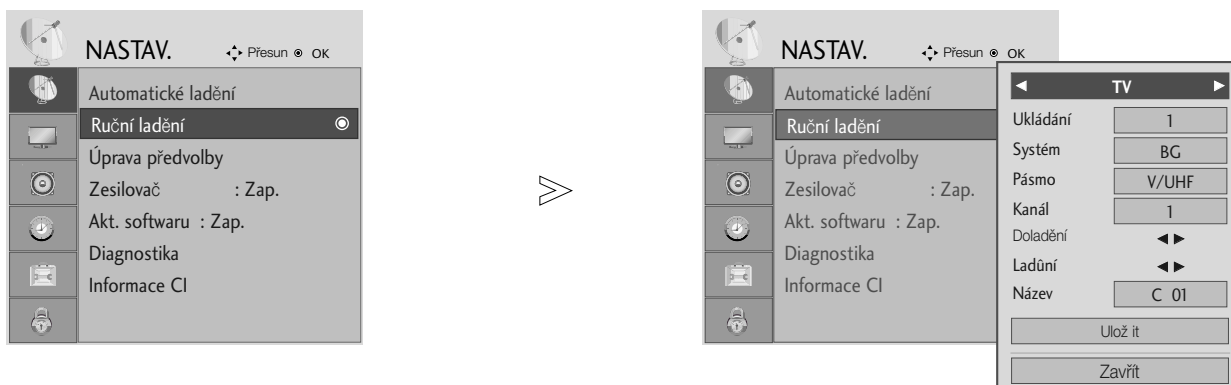 NASTAV. Přesun OK
Automatické ladění
Ruční ladění
Úprava předvolby
Zesilovač : Zap.
Akt. softwaru : Zap.
Diagnostika
Informace CI
NASTAV. Přesun OK
Automatické ladění
Ruční ladění
Úprava předvolby
Zesilovač : Zap.
Akt. softwaru : Zap.
Diagnostika
Informace CI
TV
Ukládání 1
Systém BG
Pásmo V/UHF
Kanál 1
Doladění
Ladûní
Název C 01
Ulož it
Zavřít